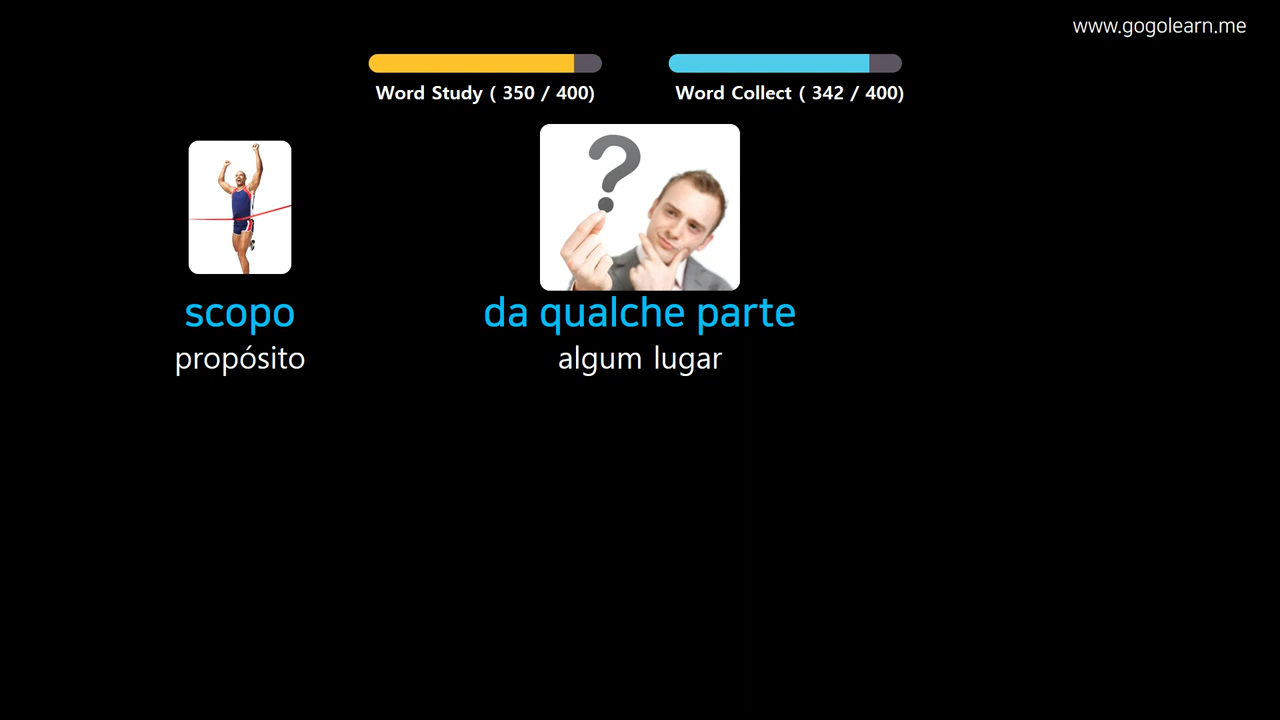 www.gogolearn.me
Word Study ( 350 / 400)
Word Collect ( 342 / 400)
scopo
propósito
da qualche parte
algum lugar